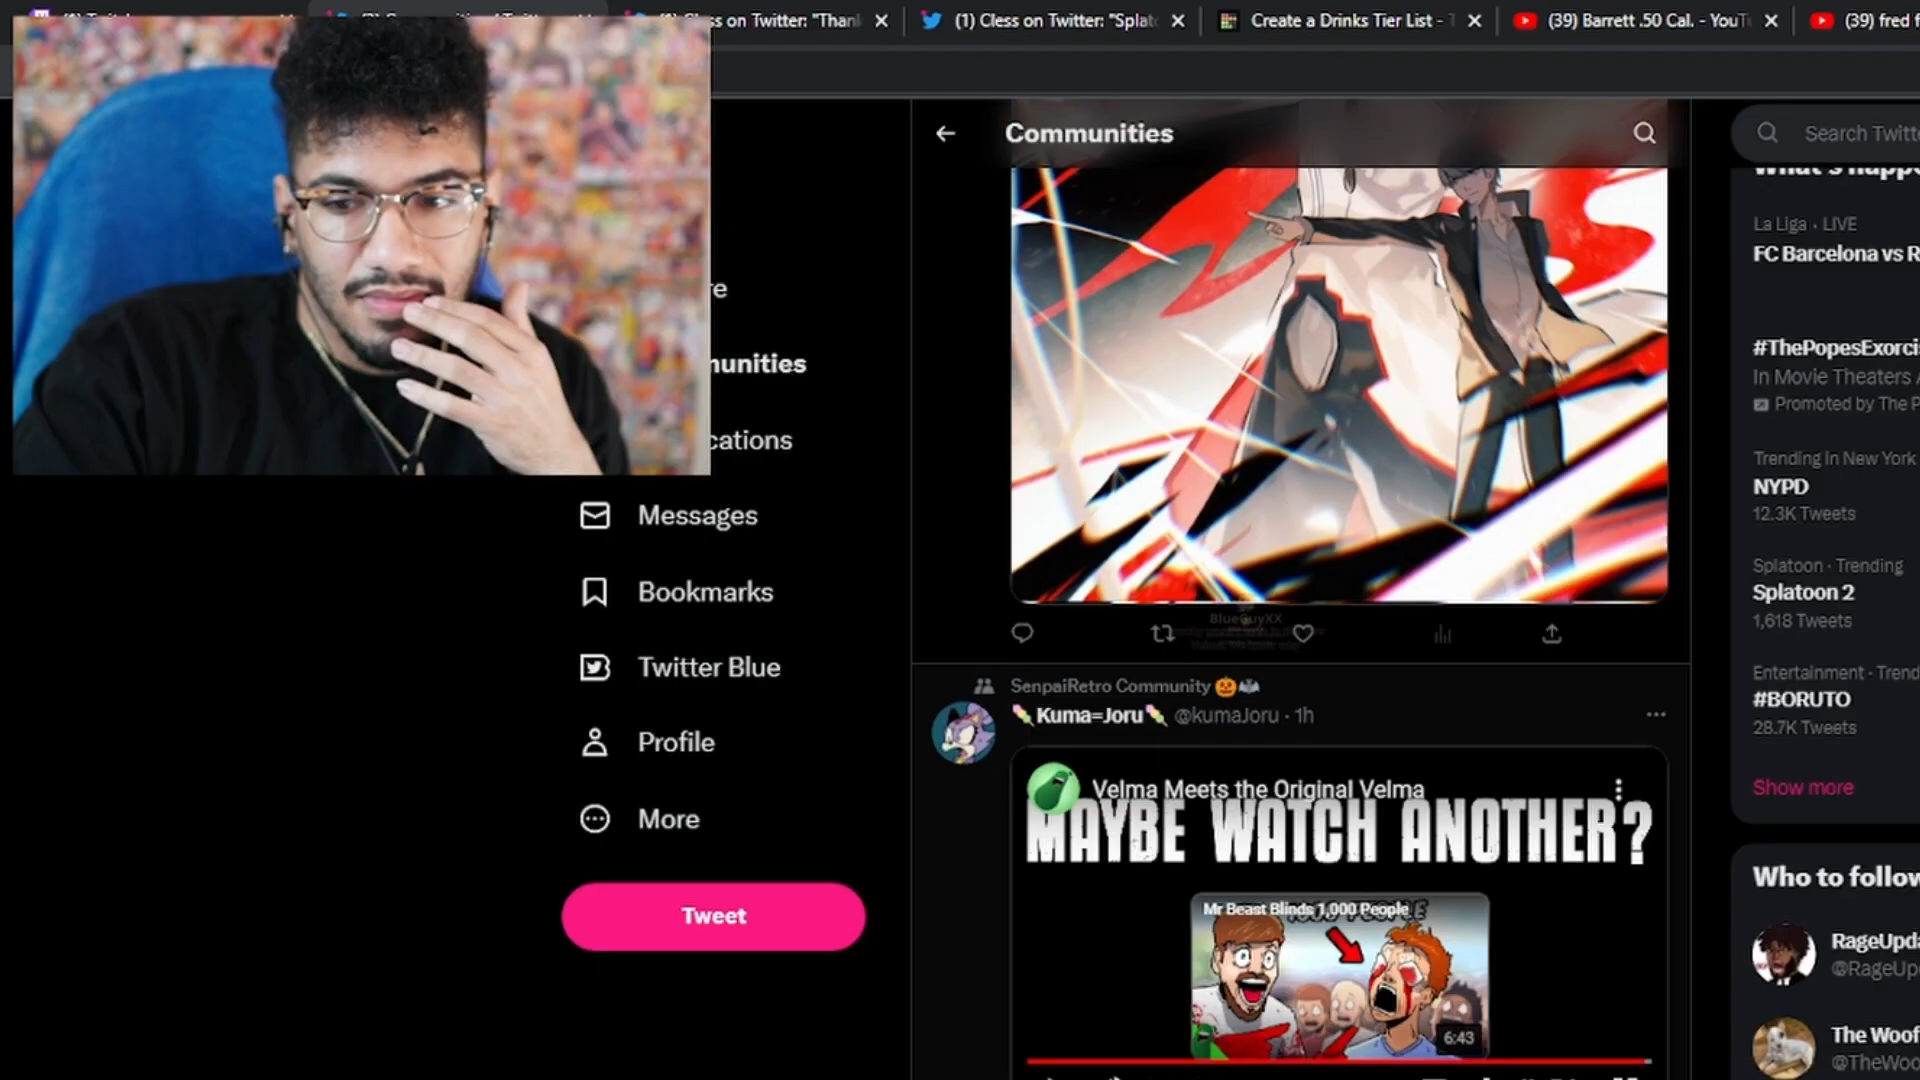 (1) Cless on Twitter: "Than
(1) Cless on Twitter: "Splat
Create a Drinks Tier List -
(39) Barrett .50 Cal. - YouT
(39) fred f
Communities
Search Twitt
What's happ
La Liga · LIVE
FC Barcelona vs R
#ThePopesExorci
In Movie Theaters
Promoted by The P
Trending in New York
NYPD
12.3K Tweets
Splatoon · Trending
Splatoon 2
1,618 Tweets
Entertainment · Trend
#BORUTO
28.7K Tweets
Show more
Who to follow
RageUpda
@RageUp
The Woof
@TheWoo
re
nunities
cations
Messages
Bookmarks
Twitter Blue
Profile
More
Tweet
BlueGuyXX
SenpaiRetro Community
Kuma=Joru @kumaJoru · 1h
Velma Meets the Original Velma
MAYBE WATCH ANOTHER?
Mr Beast Blinds 1,000 People
6:43